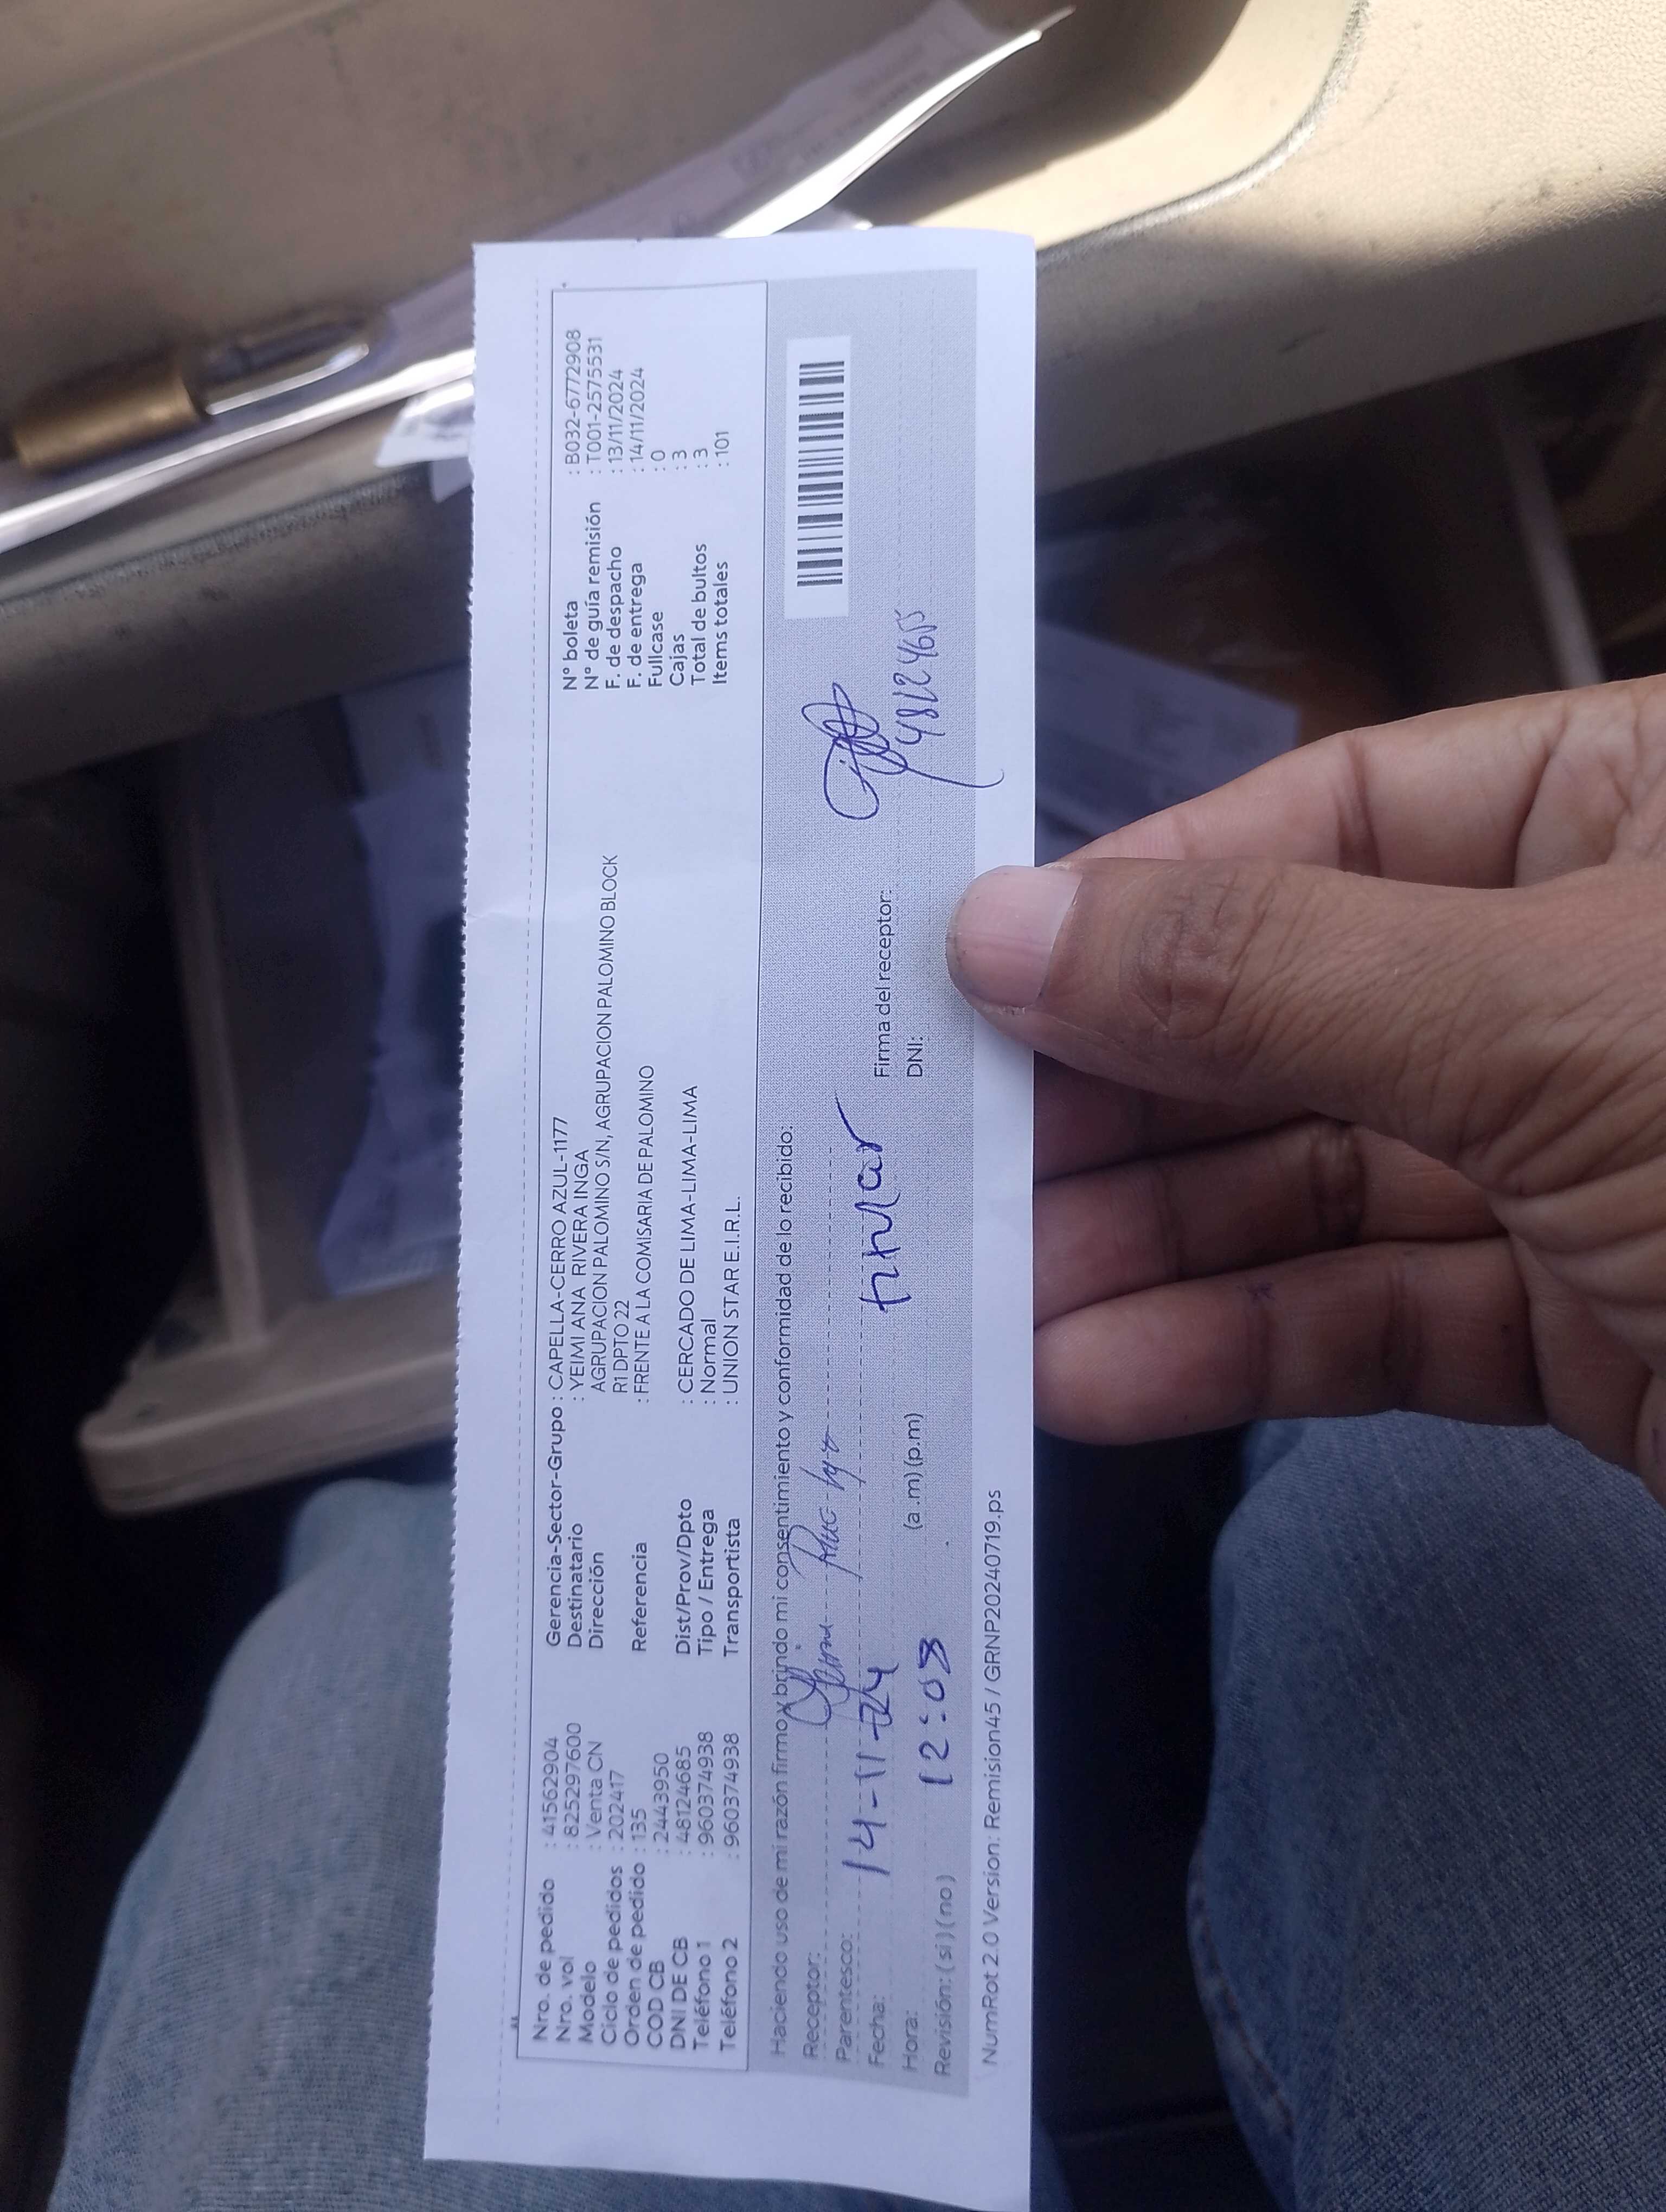 Nro. de pedido : 41562904
Nro. vol : 825297600
Modelo : Venta CN
Ciclo de pedidos : 202417
Orden de pedido : 135
COD CB : 2443950
DNI DE CB : 48124685
Teléfono 1 : 960374938
Teléfono 2 : 960374938
Gerencia-Sector-Grupo : CAPELLA-CERRO AZUL-1177
Destinatario : YEIMI ANA RIVERA INGA
Dirección AGRUPACION PALOMINO S/N, AGRUPACION PALOMINO BLOCK
R1 DPTO 22
Referencia : FRENTE A LA COMISARIA DE PALOMINO
Dist/Prov/Dpto : CERCADO DE LIMA-LIMA-LIMA
Tipo / Entrega : Normal
Transportista : UNION STAR E.I.R.L.
N° boleta : B032-6772908
N° de guía remisión : T001-2575531
F. de despacho : 13/11/2024
F. de entrega : 14/11/2024
Fullcase : 0
Cajas : 3
Total de bultos : 3
Items totales : 101
Haciendo uso de mi razón firmo y brindo mi consentimiento y conformidad de lo recibido:
Receptor:
Parentesco:
Fecha: 14-11-24
Hora: 12:08 (a.m) (p.m)
Revisión: ( si ) ( no )
Firma del receptor:
DNI:
NumRot 2.0 Version: Remision45 / GRNP20240719.ps